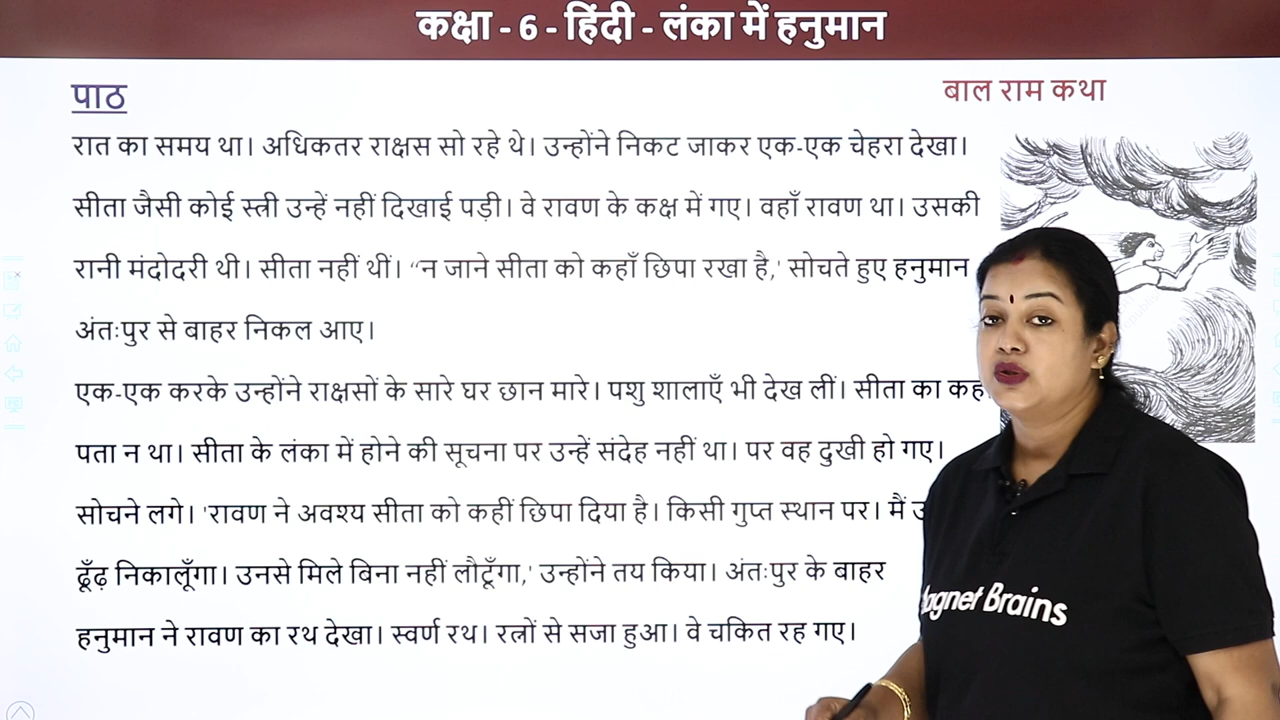 कक्षा - 6 - हिंदी - लंका में हनुमान
पाठ
बाल राम कथा
रात का समय था। अधिकतर राक्षस सो रहे थे। उन्होंने निकट जाकर एक-एक चेहरा देखा।
सीता जैसी कोई स्त्री उन्हें नहीं दिखाई पड़ी। वे रावण के कक्ष में गए। वहाँ रावण था। उसकी
रानी मंदोदरी थी। सीता नहीं थीं। “न जाने सीता को कहाँ छिपा रखा है,' सोचते हुए हनुमान
अंतःपुर से बाहर निकल आए।
एक-एक करके उन्होंने राक्षसों के सारे घर छान मारे। पशु शालाएँ भी देख लीं। सीता का
पता न था। सीता के लंका में होने की सूचना पर उन्हें संदेह नहीं था। पर वह दुखी हो गए।
सोचने लगे। 'रावण ने अवश्य सीता को कहीं छिपा दिया है। किसी गुप्त स्थान पर। मैं
ढूँढ़ निकालूँगा। उनसे मिले बिना नहीं लौटूँगा,' उन्होंने तय किया। अंतःपुर के बाहर
हनुमान ने रावण का रथ देखा। स्वर्ण रथ। रत्नों से सजा हुआ। वे चकित रह गए।
Brains